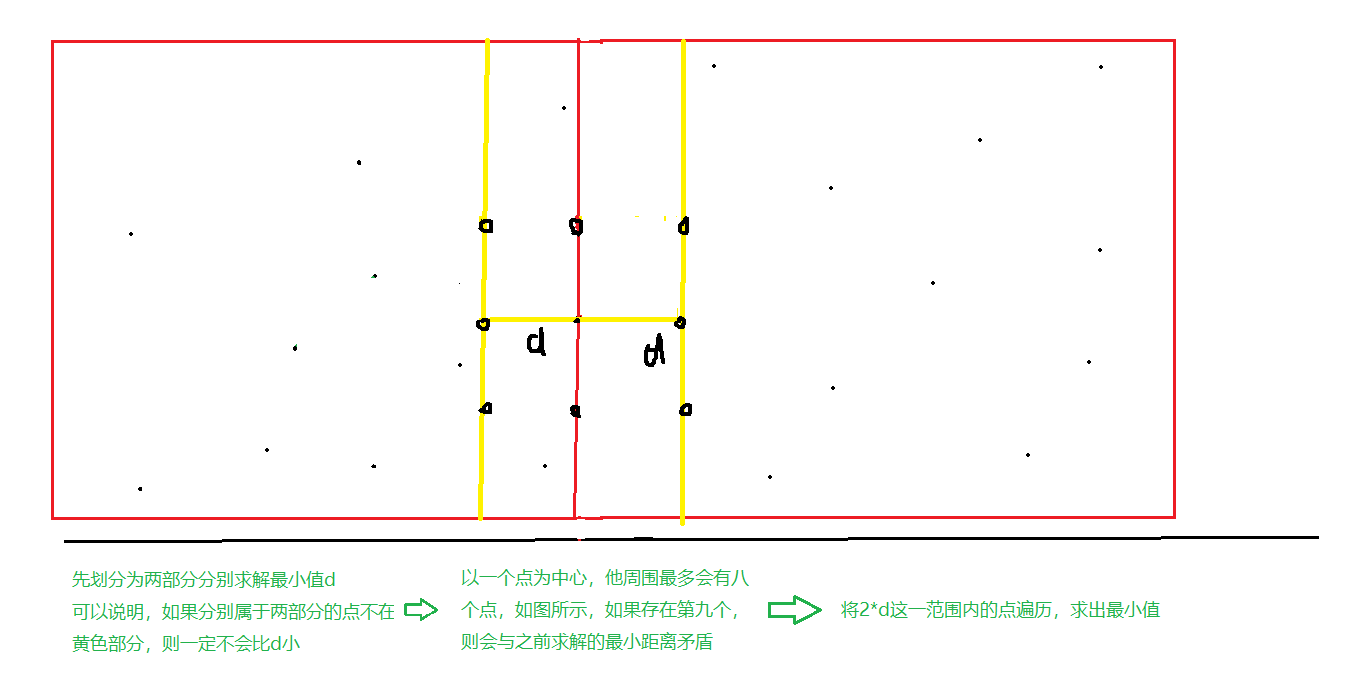 d
d
先划分为两部分分别求解最小值d
可以说明，如果分别属于两部分的点不在
黄色部分，则一定不会比d小
以一个点为中心，他周围最多会有八
个点，如图所示，如果存在第九个，
则会与之前求解的最小距离矛盾
将2*d这一范围内的点遍历，求出最小值